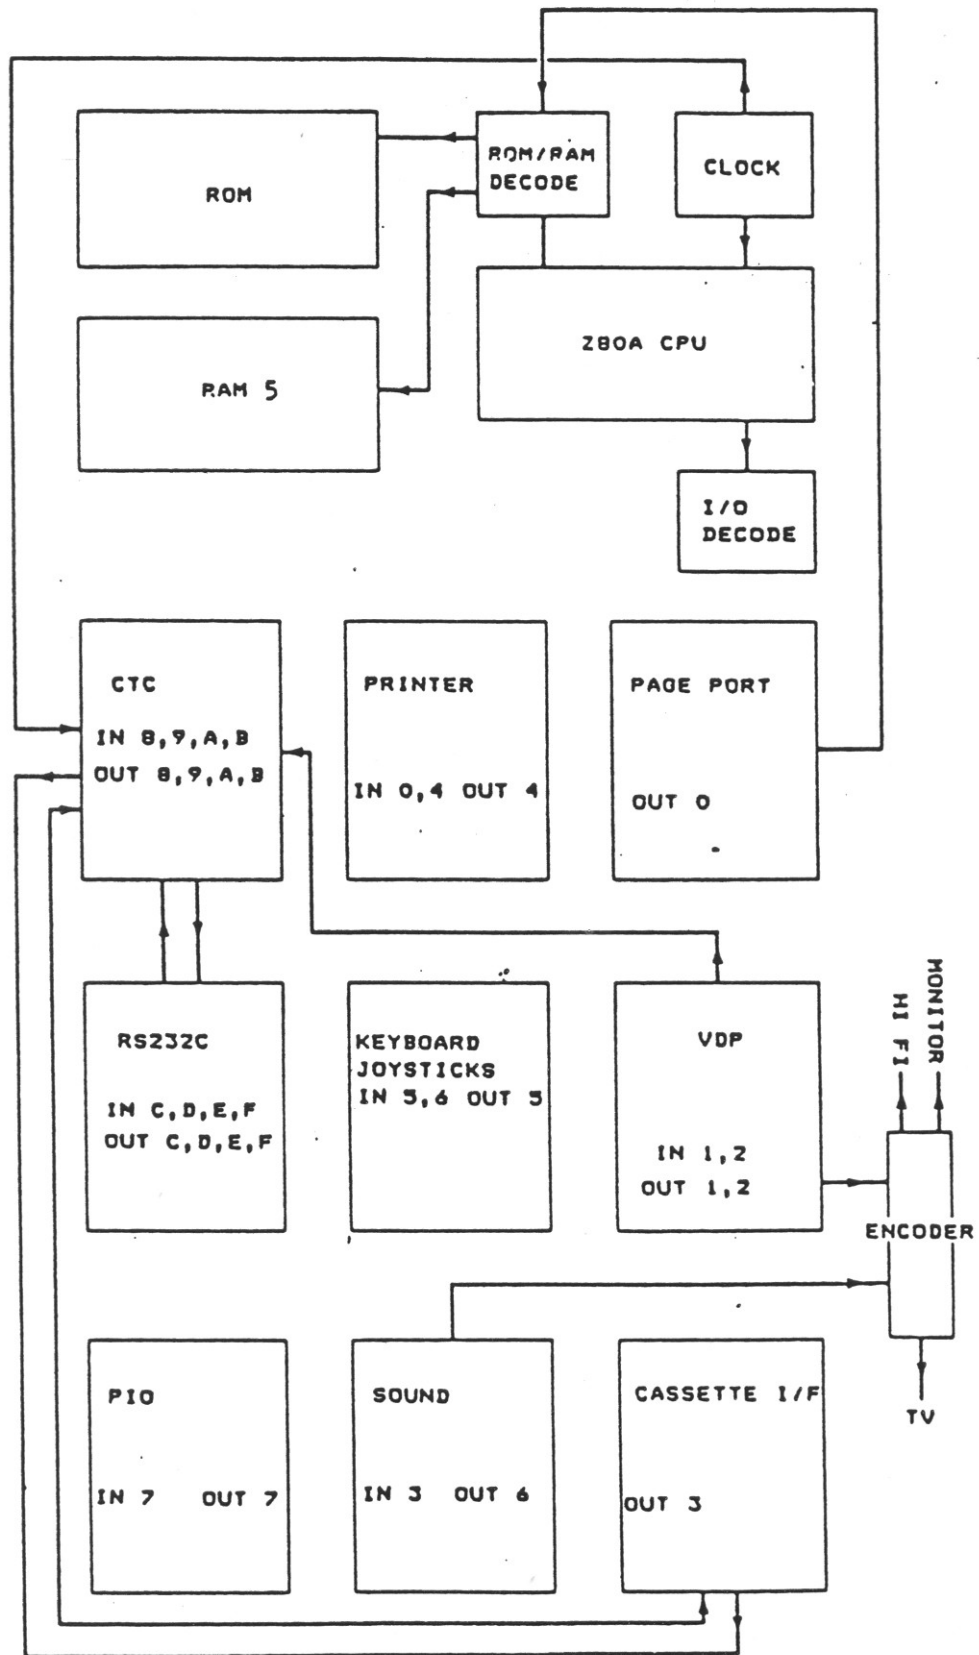 ROM
ROM/RAM
DECODE
CLOCK
RAM 5
Z80A CPU
I/O
DECODE
CTC
IN 8,9,A,B
OUT 8,9,A,B
PRINTER
IN 0,4 OUT 4
PAGE PORT
OUT 0
RS232C
IN C,D,E,F
OUT C,D,E,F
KEYBOARD
JOYSTICKS
IN 5,6 OUT 5
VDP
IN 1,2
OUT 1,2
HI FI
MONITOR
ENCODER
TV
PIO
IN 7 OUT 7
SOUND
IN 3 OUT 6
CASSETTE I/F
OUT 3